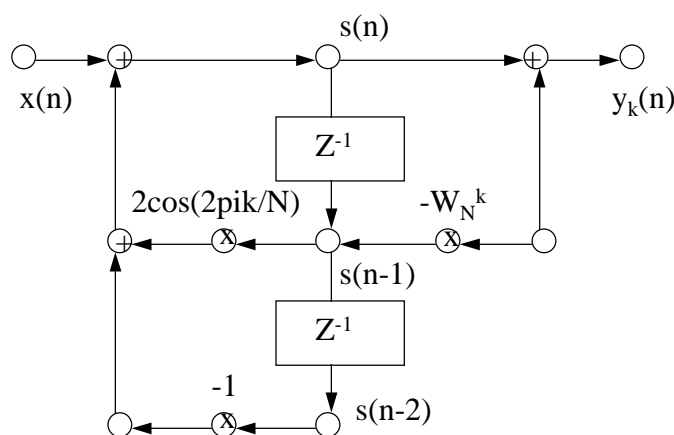 s(n)
+
+
x(n)
y_k(n)
Z^-1
2cos(2pik/N)
-W_N^k
+
x
x
s(n-1)
Z^-1
-1
x
s(n-2)